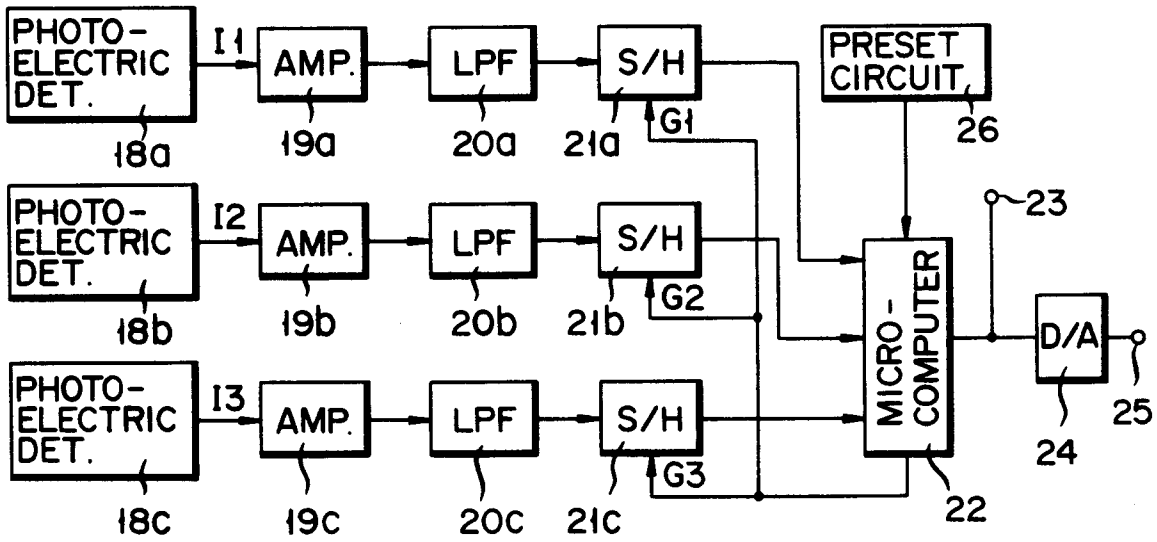 PHOTO-
ELECTRIC
DET.
I1
AMP.
LPF
S/H
PRESET
CIRCUIT
18a
19a
20a
21a
G1
26
PHOTO-
ELECTRIC
DET.
I2
AMP.
LPF
S/H
23
18b
19b
20b
21b
G2
MICRO-
COMPUTER
D/A
PHOTO-
ELECTRIC
DET.
I3
AMP.
LPF
S/H
25
24
18c
19c
20c
21c
G3
22